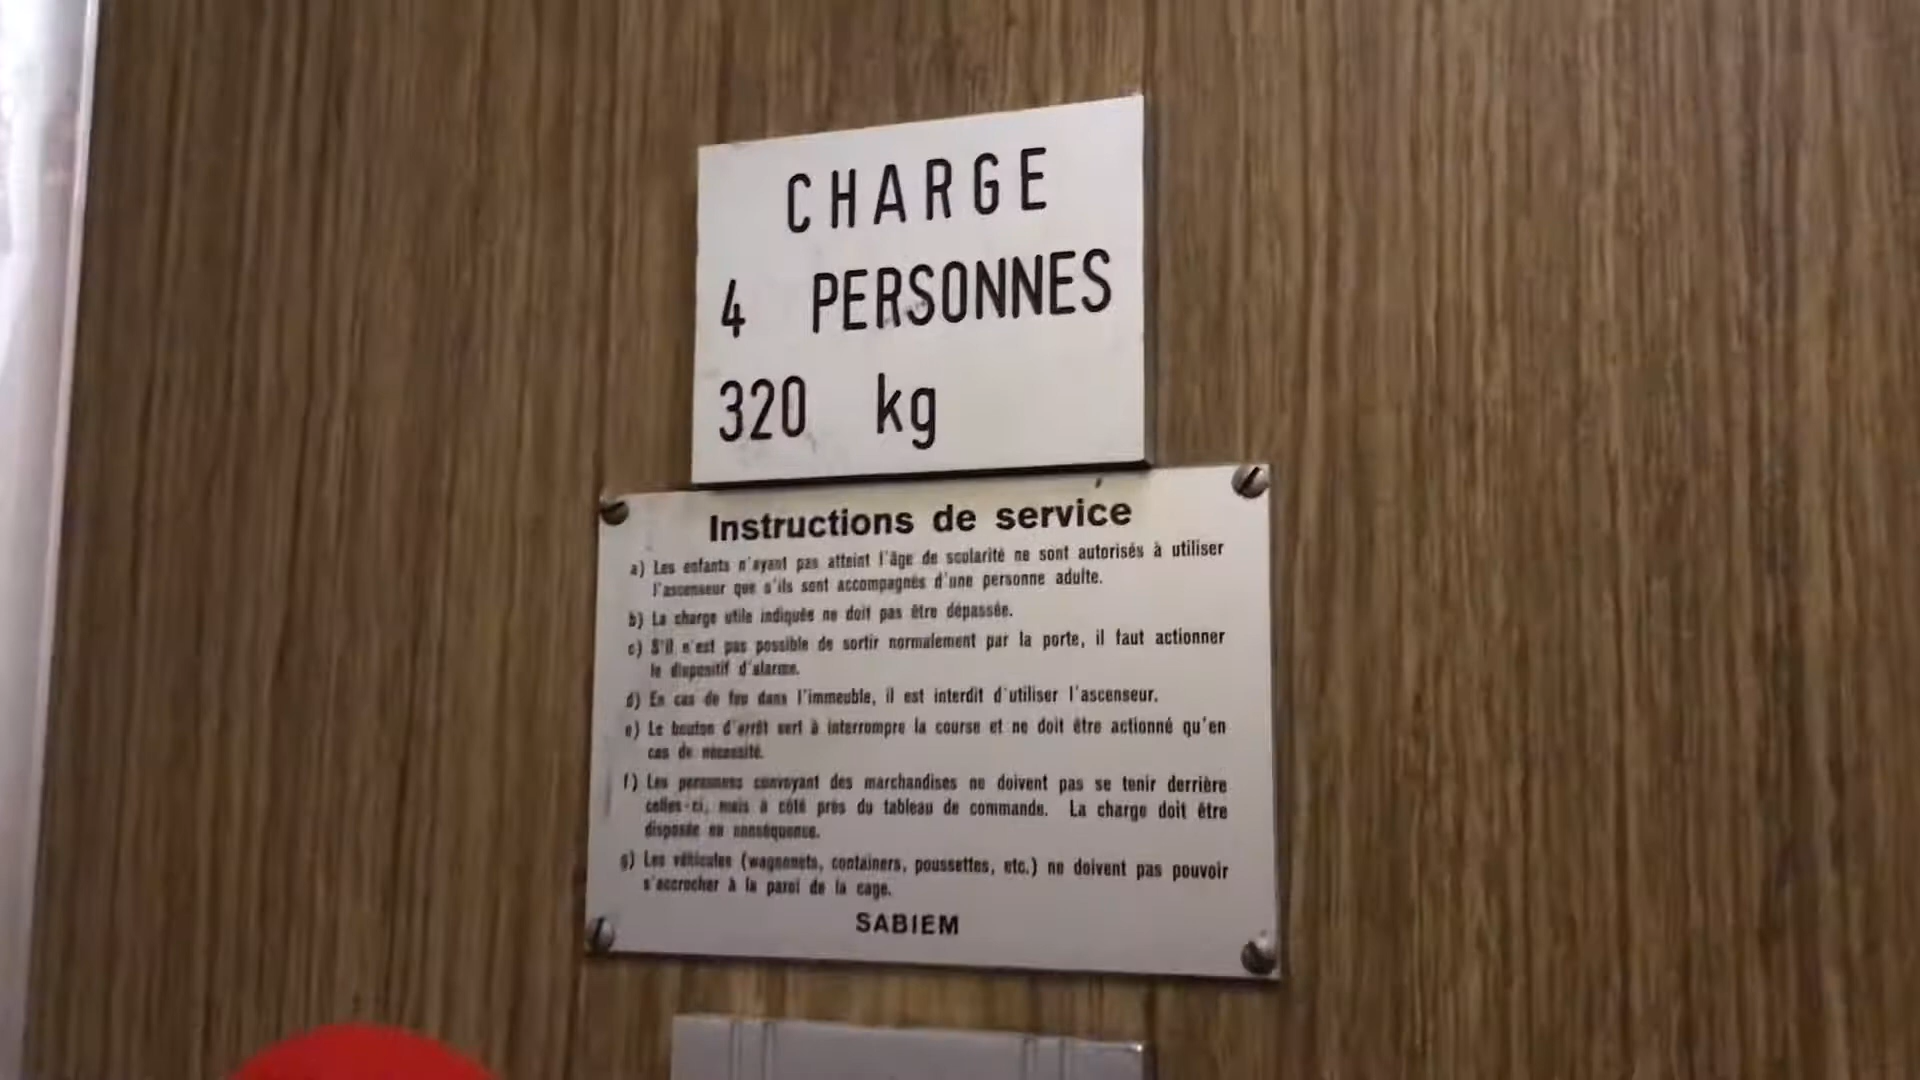 CHARGE
4 PERSONNES
320 kg
Instructions de service
a) Les enfants n'ayant pas atteint l'âge de scolarité ne sont autorisés à utiliser
l'ascenseur que s'ils sont accompagnés d'une personne adulte.
b) La charge utile indiquée ne doit pas être dépassée.
c) S'il n'est pas possible de sortir normalement par la porte, il faut actionner
le dispositif d'alarme.
d) En cas de feu dans l'immeuble, il est interdit d'utiliser l'ascenseur.
e) Le bouton d'arrêt sert à interrompre la course et ne doit être actionné qu'en
cas de nécessité.
f) Les personnes convoyant des marchandises ne doivent pas se tenir derrière
celles-ci, mais à côté près du tableau de commande. La charge doit être
disposée en conséquence.
g) Les véhicules (wagonnets, containers, poussettes, etc.) ne doivent pas pouvoir
s'accrocher à la paroi de la cage.
SABIEM